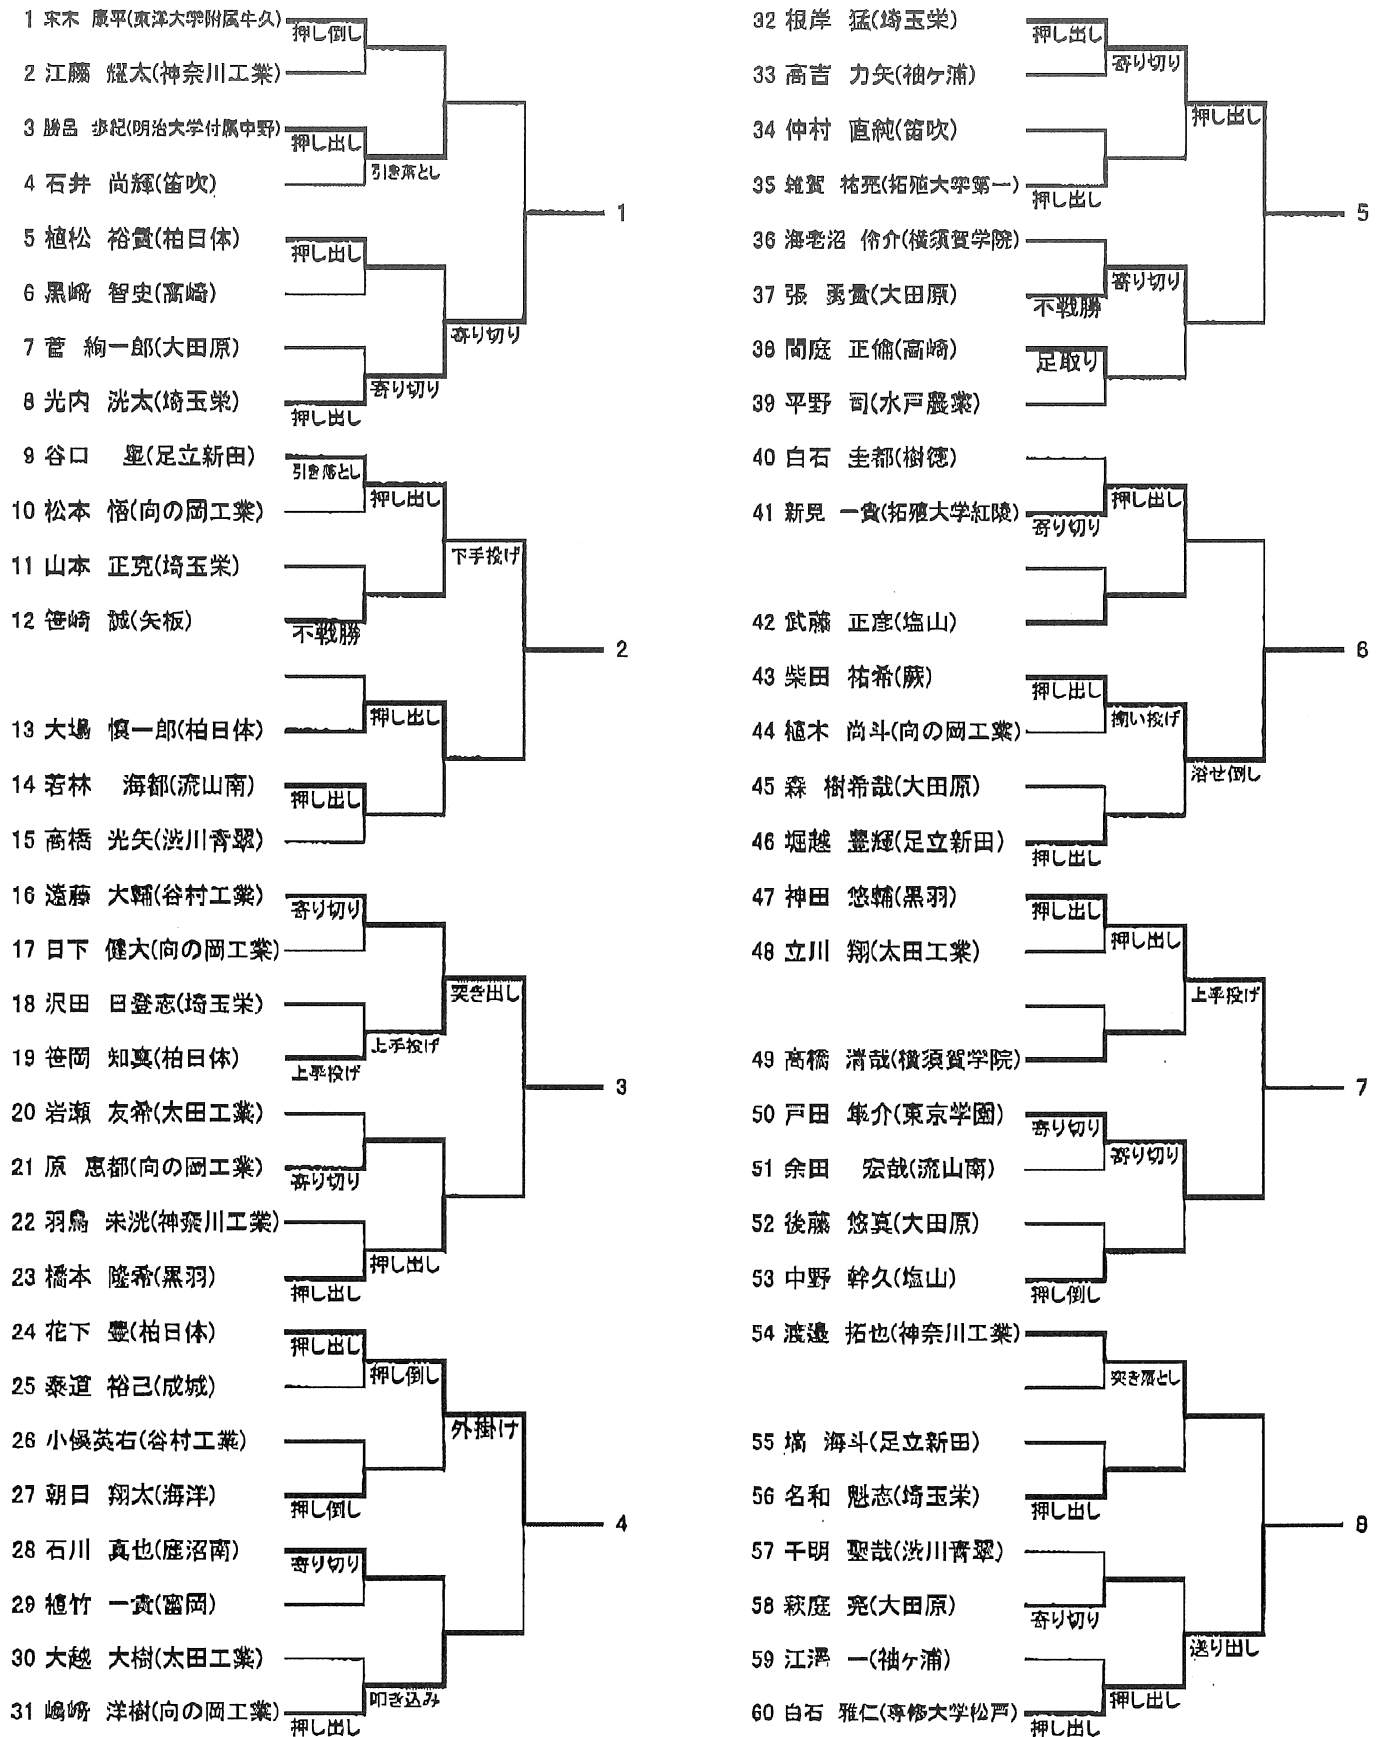 1 末木 康平(東洋大学附属牛久)
押し倒し
2 江藤 耀太(神奈川工業)
3 勝呂 歩紀(明治大学付属中野)
押し出し
引き落とし
4 石井 尚輝(笛吹)
1
5 植松 裕貴(柏日体)
押し出し
6 黒崎 智史(高崎)
寄り切り
7 菅 絢一郎(大田原)
寄り切り
8 光内 洸太(埼玉栄)
押し出し
9 谷口 塁(足立新田)
引き落とし
押し出し
10 松本 悟(向の岡工業)
下手投げ
11 山本 正克(埼玉栄)
12 笹崎 誠(矢板)
不戦勝
2
押し出し
13 大場 慎一郎(柏日体)
14 若林 海都(流山南)
押し出し
15 高橋 光矢(渋川青翠)
16 遠藤 大輔(谷村工業)
寄り切り
17 日下 健大(向の岡工業)
突き出し
18 沢田 日登志(埼玉栄)
上手投げ
19 笹岡 知真(柏日体)
上手投げ
3
20 岩瀬 友希(太田工業)
21 原 恵都(向の岡工業)
寄り切り
22 羽鳥 朱洸(神奈川工業)
押し出し
23 橋本 隆希(黒羽)
押し出し
24 花下 豊(柏日体)
押し出し
押し倒し
25 泰道 裕己(成城)
外掛け
26 小俣英右(谷村工業)
27 朝日 翔太(海洋)
押し倒し
4
28 石川 真也(鹿沼南)
寄り切り
29 植竹 一貴(富岡)
30 大越 大樹(太田工業)
叩き込み
31 嶋崎 洋樹(向の岡工業)
押し出し
32 根岸 猛(埼玉栄)
押し出し
寄り切り
33 高吉 力矢(袖ヶ浦)
押し出し
34 仲村 直純(笛吹)
35 雑賀 祐亮(拓殖大学第一)
押し出し
5
36 海老沼 伶介(横須賀学院)
寄り切り
37 張 勇貴(大田原)
不戦勝
38 間庭 正倫(高崎)
足取り
39 平野 司(水戸農業)
40 白石 圭都(樹徳)
押し出し
41 新見 一貴(拓殖大学紅陵)
寄り切り
42 武藤 正彦(塩山)
6
43 柴田 祐希(蕨)
押し出し
掬い投げ
44 植木 尚斗(向の岡工業)
浴せ倒し
45 森 樹希哉(大田原)
46 堀越 豊輝(足立新田)
押し出し
47 神田 悠輔(黒羽)
押し出し
押し出し
48 立川 翔(太田工業)
上手投げ
49 高橋 清哉(横須賀学院)
7
50 戸田 隼介(東京学園)
寄り切り
寄り切り
51 余田 宏哉(流山南)
52 後藤 悠真(大田原)
53 中野 幹久(塩山)
押し倒し
54 渡邉 拓也(神奈川工業)
突き落とし
55 塙 海斗(足立新田)
56 名和 魁志(埼玉栄)
押し出し
8
57 千明 聖哉(渋川青翠)
58 萩庭 亮(大田原)
寄り切り
送り出し
59 江澤 一(袖ヶ浦)
押し出し
60 白石 雅仁(専修大学松戸)
押し出し